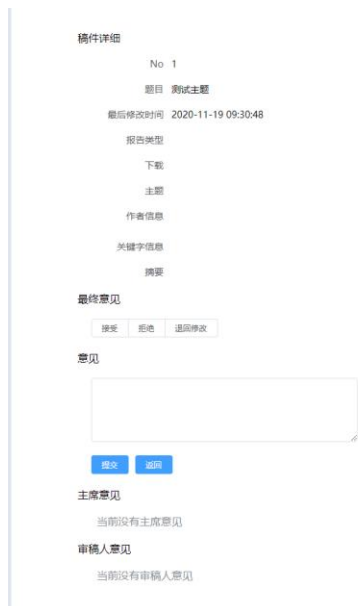 稿件详细
No 1
题目 测试主题
最后修改时间 2020-11-19 09:30:48
报告类型
下载
主题
作者信息
关键字信息
摘要
最终意见
接受 拒绝 退回修改
意见
提交 返回
主席意见
当前没有主席意见
审稿人意见
当前没有审稿人意见